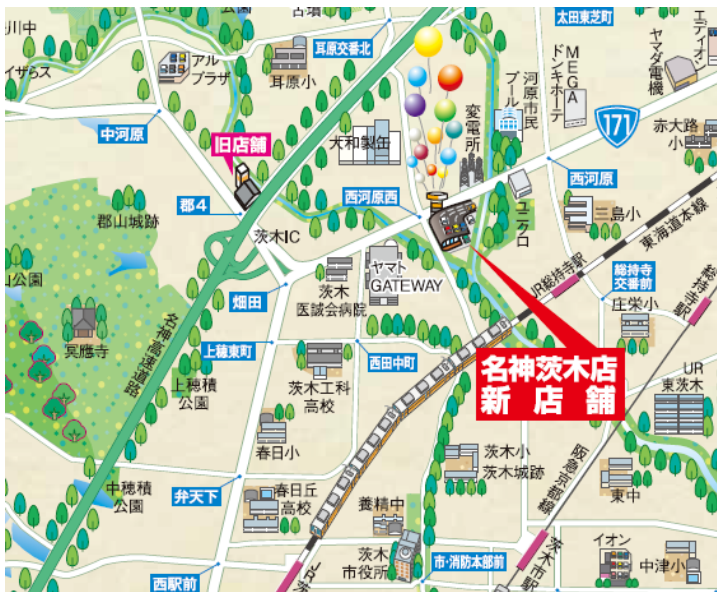 太田東芝町
エディオン
ヤマダ電機
MEGA
ドンキホーテ
河原市民
プール
変電所
古墳
耳原交番北
耳原小
アル
プラザ
中河原
旧店舗
大和製缶
171
赤大路
小
郡4
郡山城跡
茨木IC
西河原西
西河原
三島小
ユニクロ
東海道本線
JR総持寺駅
総持寺
交番前
総持寺駅
庄栄小
ヤマト
GATEWAY
茨木
医誠会病院
畑田
山公園
冥應寺
名神高速道路
上穂東町
上穂積
公園
茨木工科
高校
西田中町
名神茨木店
新店舗
UR
東茨木
春日小
茨木小
茨木城跡
阪急京都線
東中
中穂積
公園
弁天下
春日丘
高校
養精中
茨木
市役所
市・消防本部前
茨木市駅
イオン
中津小
西駅前
JR茨